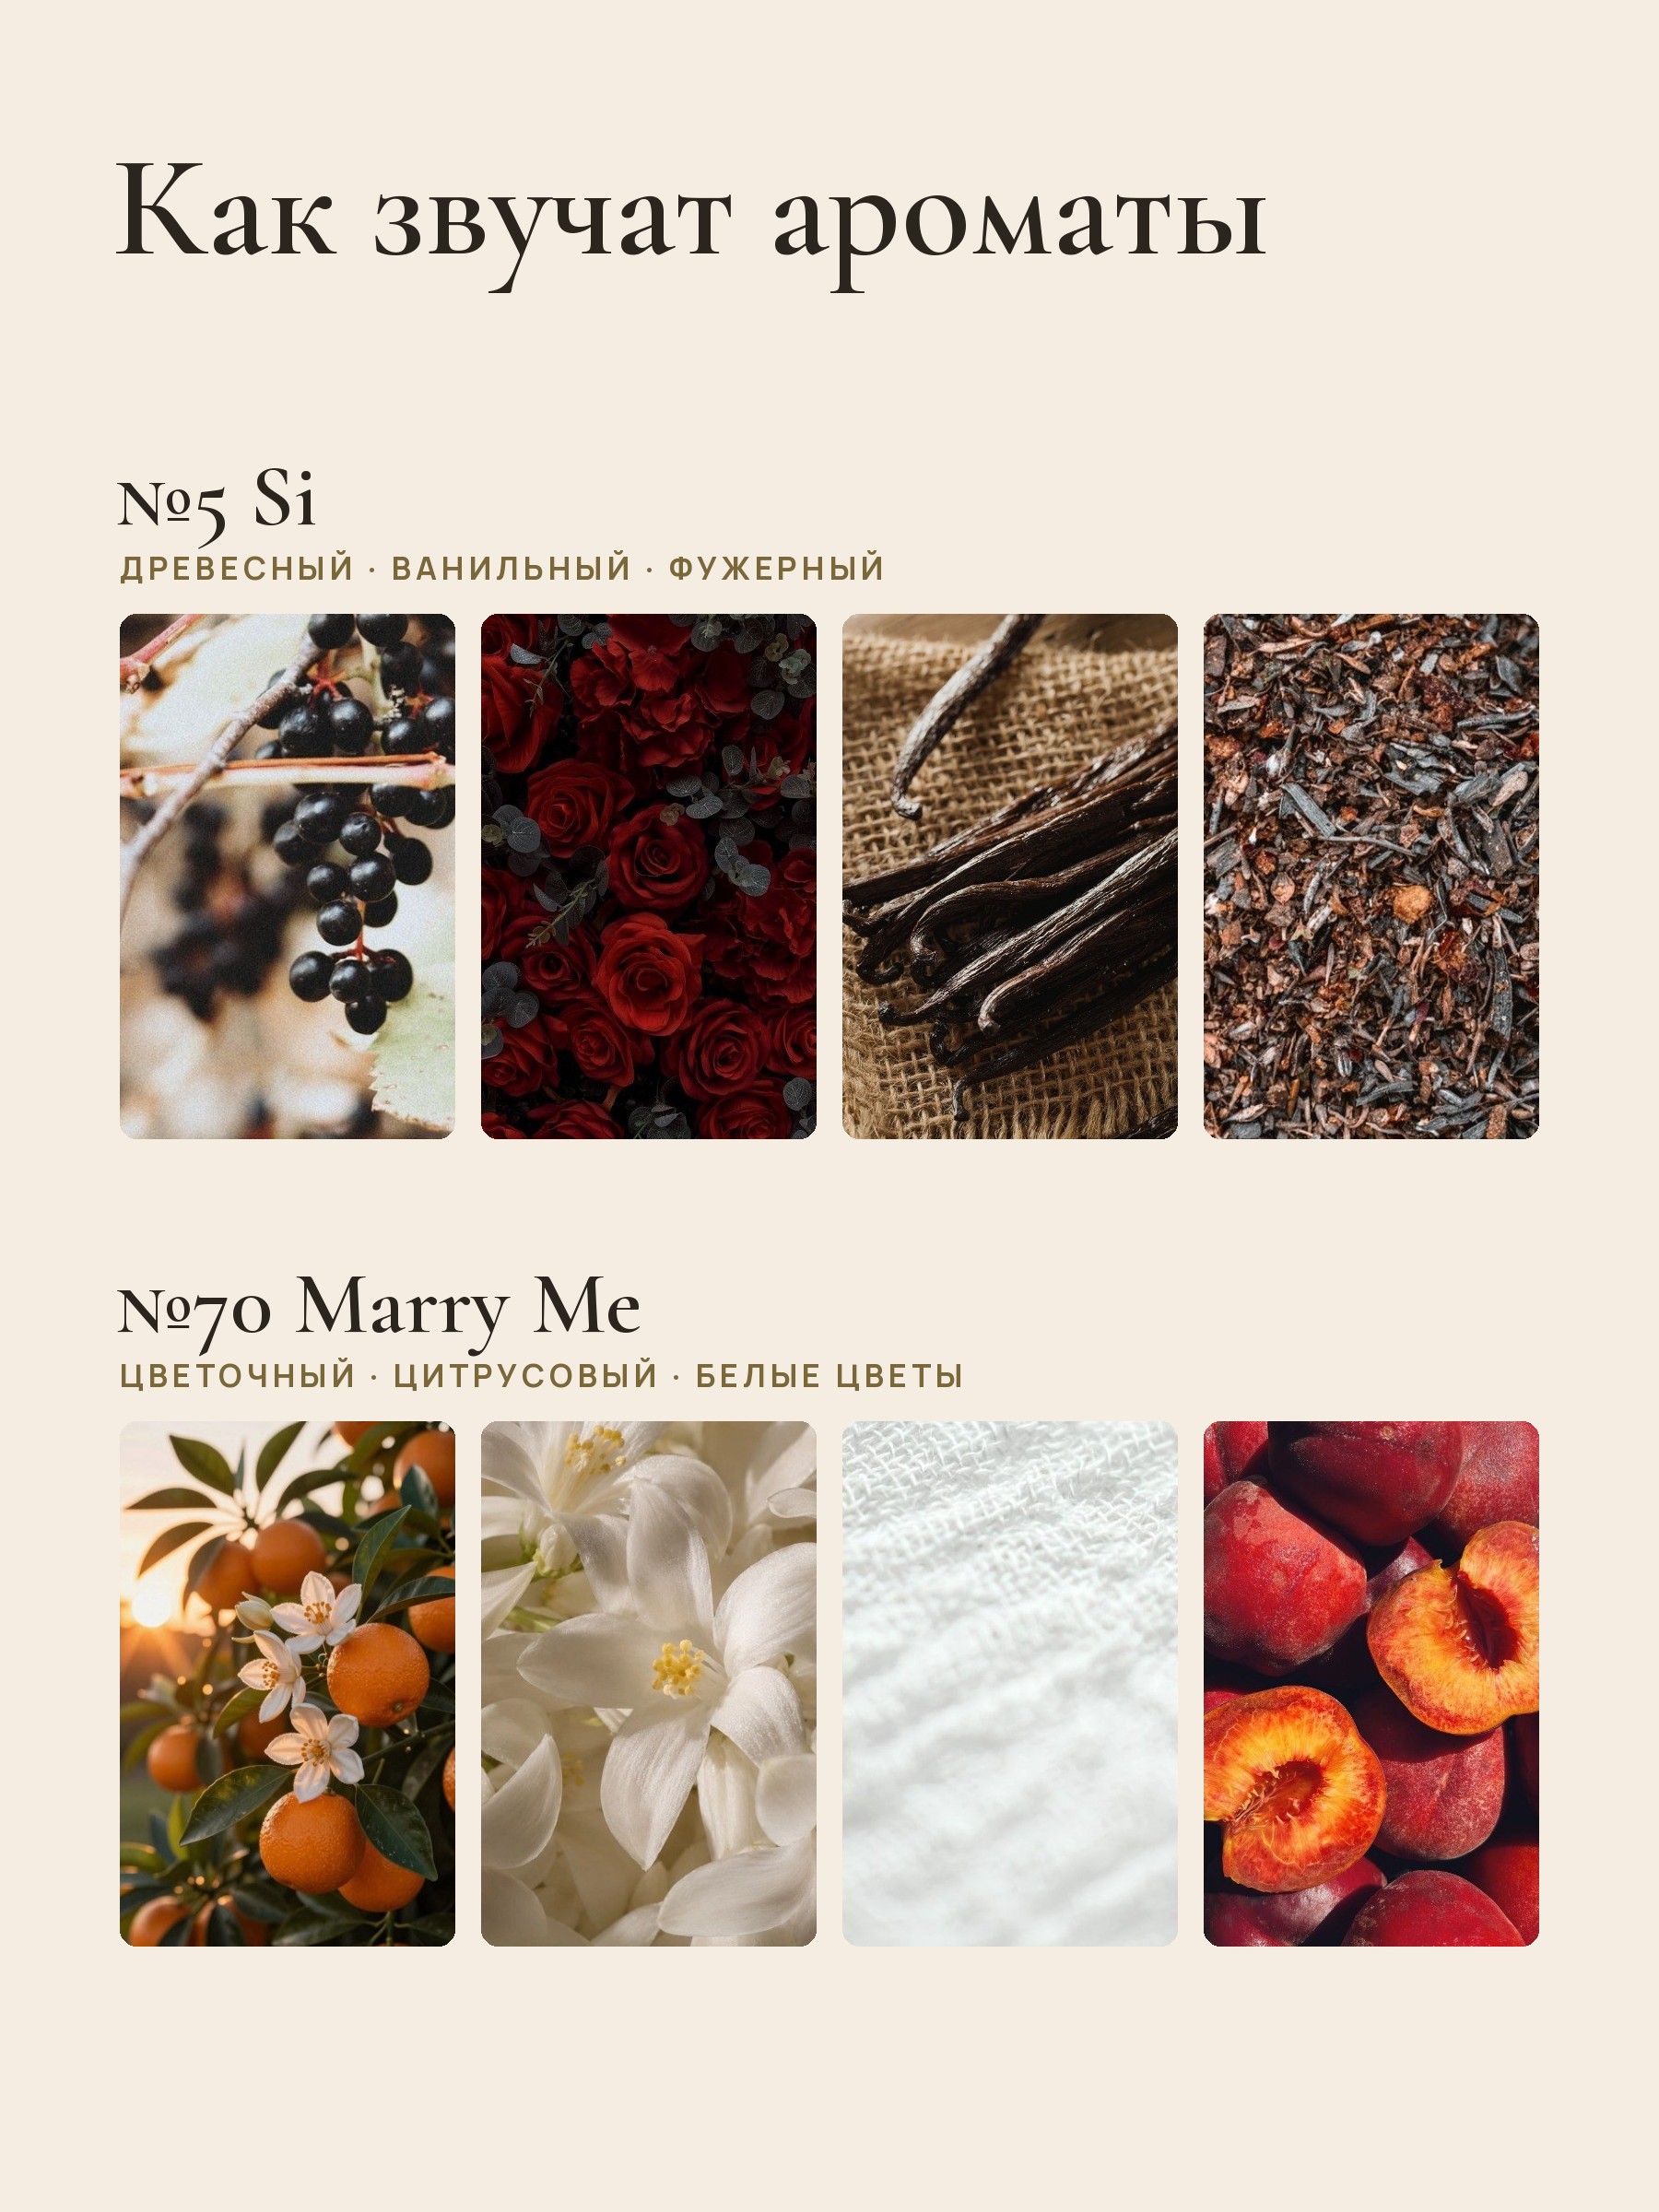 Как звучат ароматы
№5 Si
ДРЕВЕСНЫЙ · ВАНИЛЬНЫЙ · ФУЖЕРНЫЙ
№70 Marry Me
ЦВЕТОЧНЫЙ · ЦИТРУСОВЫЙ · БЕЛЫЕ ЦВЕТЫ